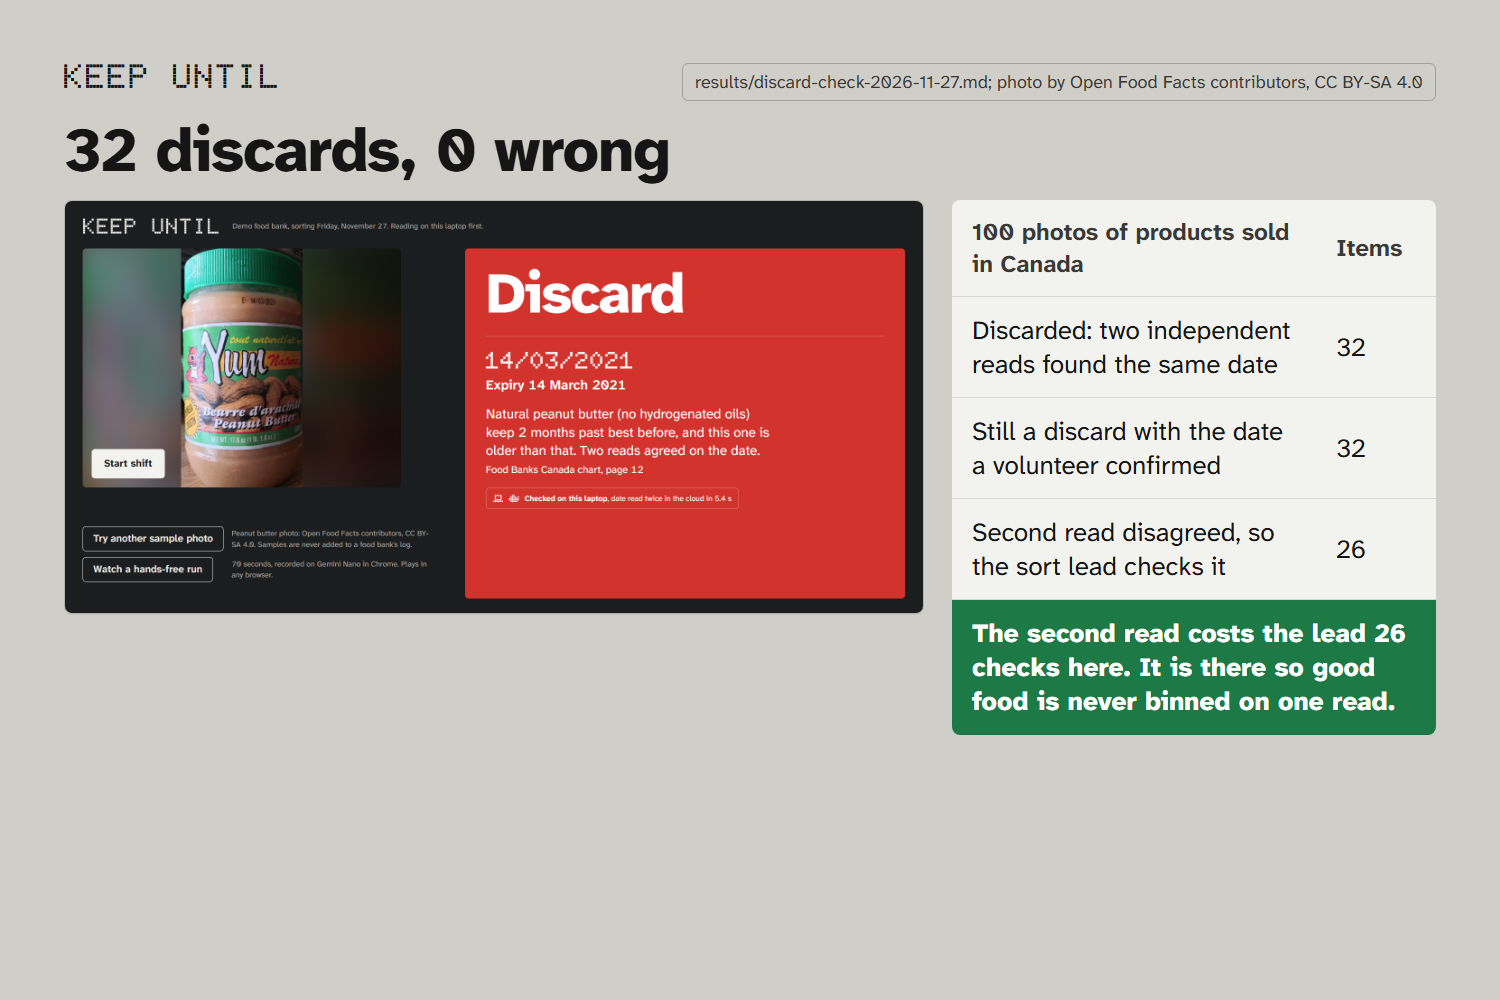 KEEP UNTIL
results/discard-check-2026-11-27.md; photo by Open Food Facts contributors, CC BY-SA 4.0
32 discards, 0 wrong
KEEP UNTIL
Demo food bank, sorting Friday, November 27. Reading on this laptop first.
tout naturel/all
Yum
Natural
Beurre d'arachide
Peanut Butter
Start shift
Try another sample photo
Peanut butter photo: Open Food Facts contributors, CC BY-
SA 4.0. Samples are never added to a food bank's log.
Watch a hands-free run
70 seconds, recorded on Gemini Nano in Chrome. Plays in
any browser.
Discard
14/03/2021
Expiry 14 March 2021
Natural peanut butter (no hydrogenated oils)
keep 2 months past best before, and this one is
older than that. Two reads agreed on the date.
Food Banks Canada chart, page 12
Checked on this laptop, date read twice in the cloud in 5.4 s
100 photos of products sold
in Canada
Items
Discarded: two independent
reads found the same date
32
Still a discard with the date
a volunteer confirmed
32
Second read disagreed, so
the sort lead checks it
26
The second read costs the lead 26
checks here. It is there so good
food is never binned on one read.